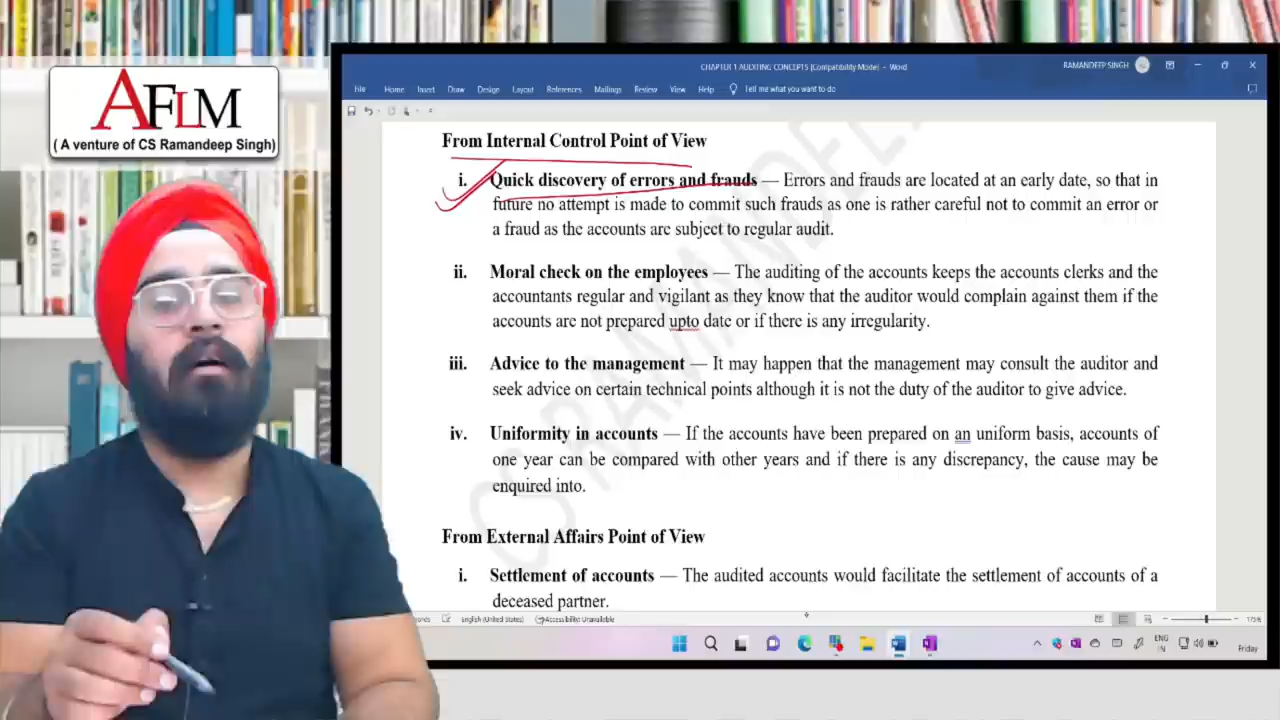 AFLM
( A venture of CS Ramandeep Singh)
CHAPTER 1 AUDITING CONCEPTS [Compatibility Mode] - Word
RAMANDEEP SINGH
File Home Insert Draw Design Layout References Mailings Review View Help Tell me what you want to do
From Internal Control Point of View
i. Quick discovery of errors and frauds — Errors and frauds are located at an early date, so that in
future no attempt is made to commit such frauds as one is rather careful not to commit an error or
a fraud as the accounts are subject to regular audit.
ii. Moral check on the employees — The auditing of the accounts keeps the accounts clerks and the
accountants regular and vigilant as they know that the auditor would complain against them if the
accounts are not prepared upto date or if there is any irregularity.
iii. Advice to the management — It may happen that the management may consult the auditor and
seek advice on certain technical points although it is not the duty of the auditor to give advice.
iv. Uniformity in accounts — If the accounts have been prepared on an uniform basis, accounts of
one year can be compared with other years and if there is any discrepancy, the cause may be
enquired into.
From External Affairs Point of View
i. Settlement of accounts — The audited accounts would facilitate the settlement of accounts of a
deceased partner.
English (United States) Accessibility: Unavailable
175%
ENG
IN
Friday
CS RAMANDEE